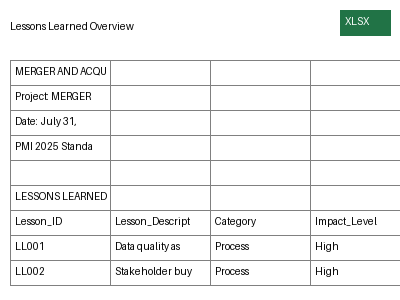 Lessons Learned Overview
XLSX
MERGER AND ACQU
Project: MERGER
Date: July 31,
PMI 2025 Standa
LESSONS LEARNED
Lesson_ID Lesson_Descript Category Impact_Level
LL001 Data quality as Process High
LL002 Stakeholder buy Process High